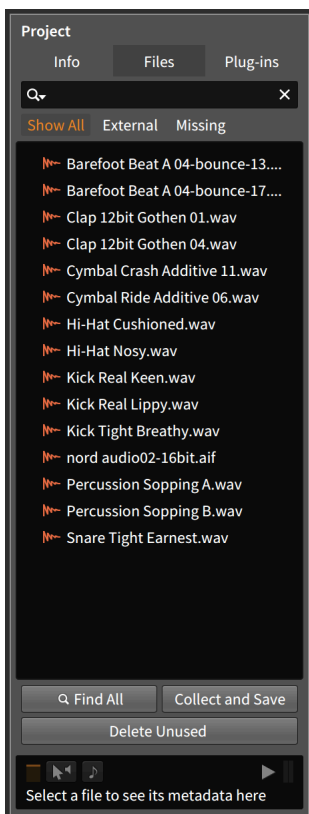 Project
Info Files Plug-ins
Show All External Missing
Barefoot Beat A 04-bounce-13....
Barefoot Beat A 04-bounce-17....
Clap 12bit Gothen 01.wav
Clap 12bit Gothen 04.wav
Cymbal Crash Additive 11.wav
Cymbal Ride Additive 06.wav
Hi-Hat Cushioned.wav
Hi-Hat Nosy.wav
Kick Real Keen.wav
Kick Real Lippy.wav
Kick Tight Breathy.wav
nord audio02-16bit.aif
Percussion Sopping A.wav
Percussion Sopping B.wav
Snare Tight Earnest.wav
Find All Collect and Save
Delete Unused
Select a file to see its metadata here